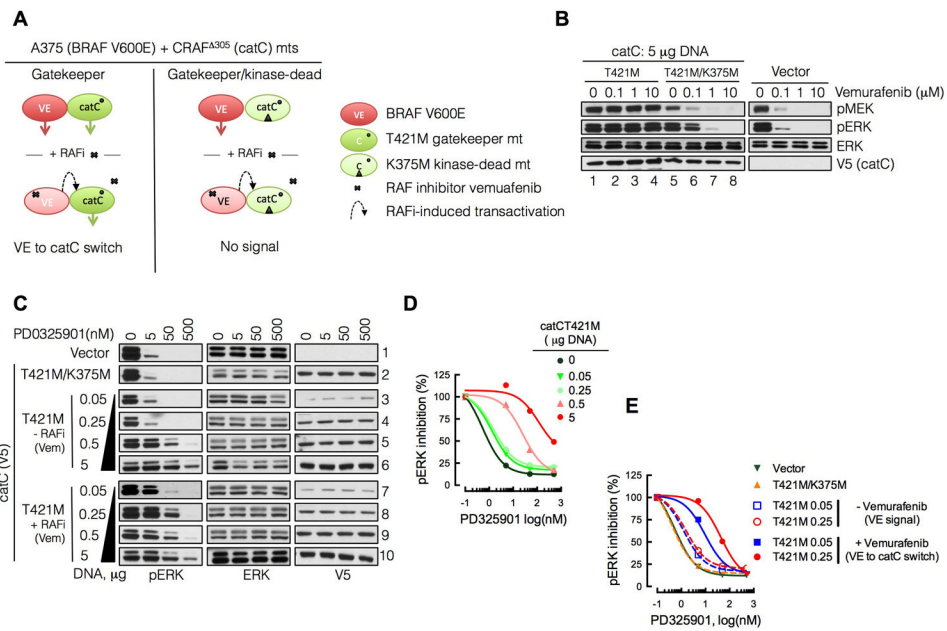 A
A375 (BRAF V600E) + CRAFΔ305 (catC) mts
Gatekeeper
Gatekeeper/kinase-dead
VE
catC
VE
catC
+ RAFi
+ RAFi
VE
catC
VE
catC
VE to catC switch
No signal
VE
BRAF V600E
C
T421M gatekeeper mt
C
K375M kinase-dead mt
RAF inhibitor vemuafenib
RAFi-induced transactivation
B
catC: 5 µg DNA
T421M T421M/K375M Vector
0 0.1 1 10 0 0.1 1 10 0 0.1 1 10 Vemurafenib (µM)
pMEK
pERK
ERK
V5 (catC)
1 2 3 4 5 6 7 8
C
PD0325901(nM) 0 5 50 500 0 5 50 500 0 5 50 500
Vector 1
T421M/K375M 2
catC (V5)
T421M
- RAFi
(Vem)
0.05 3
0.25 4
0.5 5
5 6
T421M
+ RAFi
(Vem)
0.05 7
0.25 8
0.5 9
5 10
DNA, µg pERK ERK V5
D
catCT421M
( µg DNA)
0
0.05
0.25
5
5
pERK inhibition (%)
125
100
75
50
25
0
-1 0 1 2 3
PD325901 log(nM)
E
Vector
T421M/K375M
T421M 0.05
T421M 0.25
- Vemurafenib
(VE signal)
T421M 0.05
T421M 0.25
+ Vemurafenib
(VE to catC switch)
pERK inhibition (%)
125
100
75
50
25
0
-1 0 1 2 3
PD325901, log(nM)